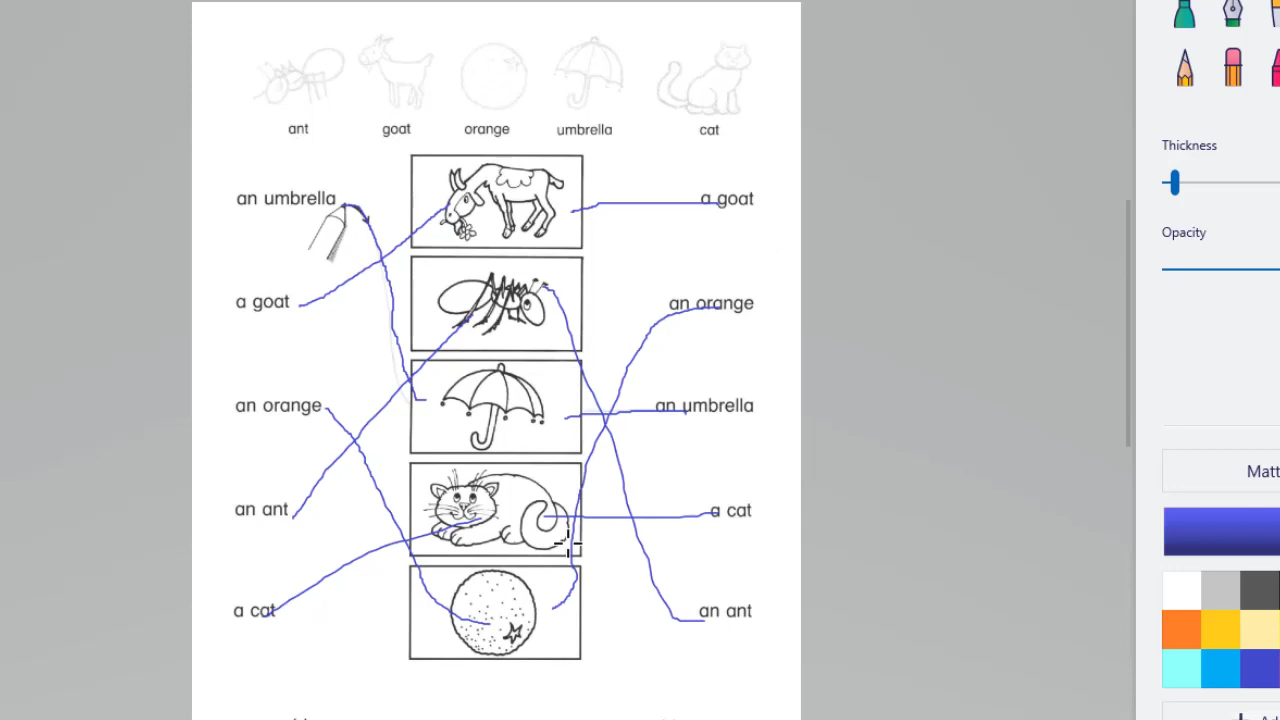 ant goat orange umbrella cat
an umbrella a goat
a goat an orange
an orange an umbrella
an ant a cat
a cat an ant
Thickness
Opacity
Matt